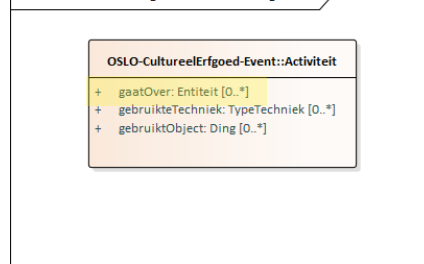 OSLO-CultureelErfgoed-Event::Activiteit
+ gaatOver: Entiteit [0..*]
+ gebruikteTechniek: TypeTechniek [0..*]
+ gebruiktObject: Ding [0..*]